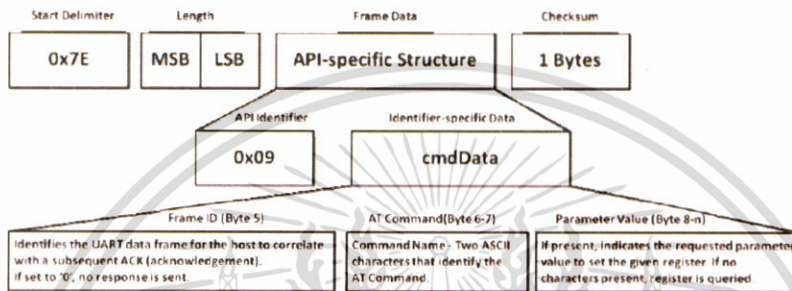 Start Delimiter Length Frame Data Checksum
0x7E MSB LSB API-specific Structure 1 Bytes
API Identifier Identifier-specific Data
0x09 cmdData
Frame ID (Byte 5) AT Command(Byte 6-7) Parameter Value (Byte 8-n)
Identifies the UART data frame for the host to correlate
with a subsequent ACK (acknowledgement).
If set to '0', no response is sent.
Command Name - Two ASCII
characters that identify the
AT Command.
If present, indicates the requested parameter
value to set the given register. If no
characters present, register is queried.